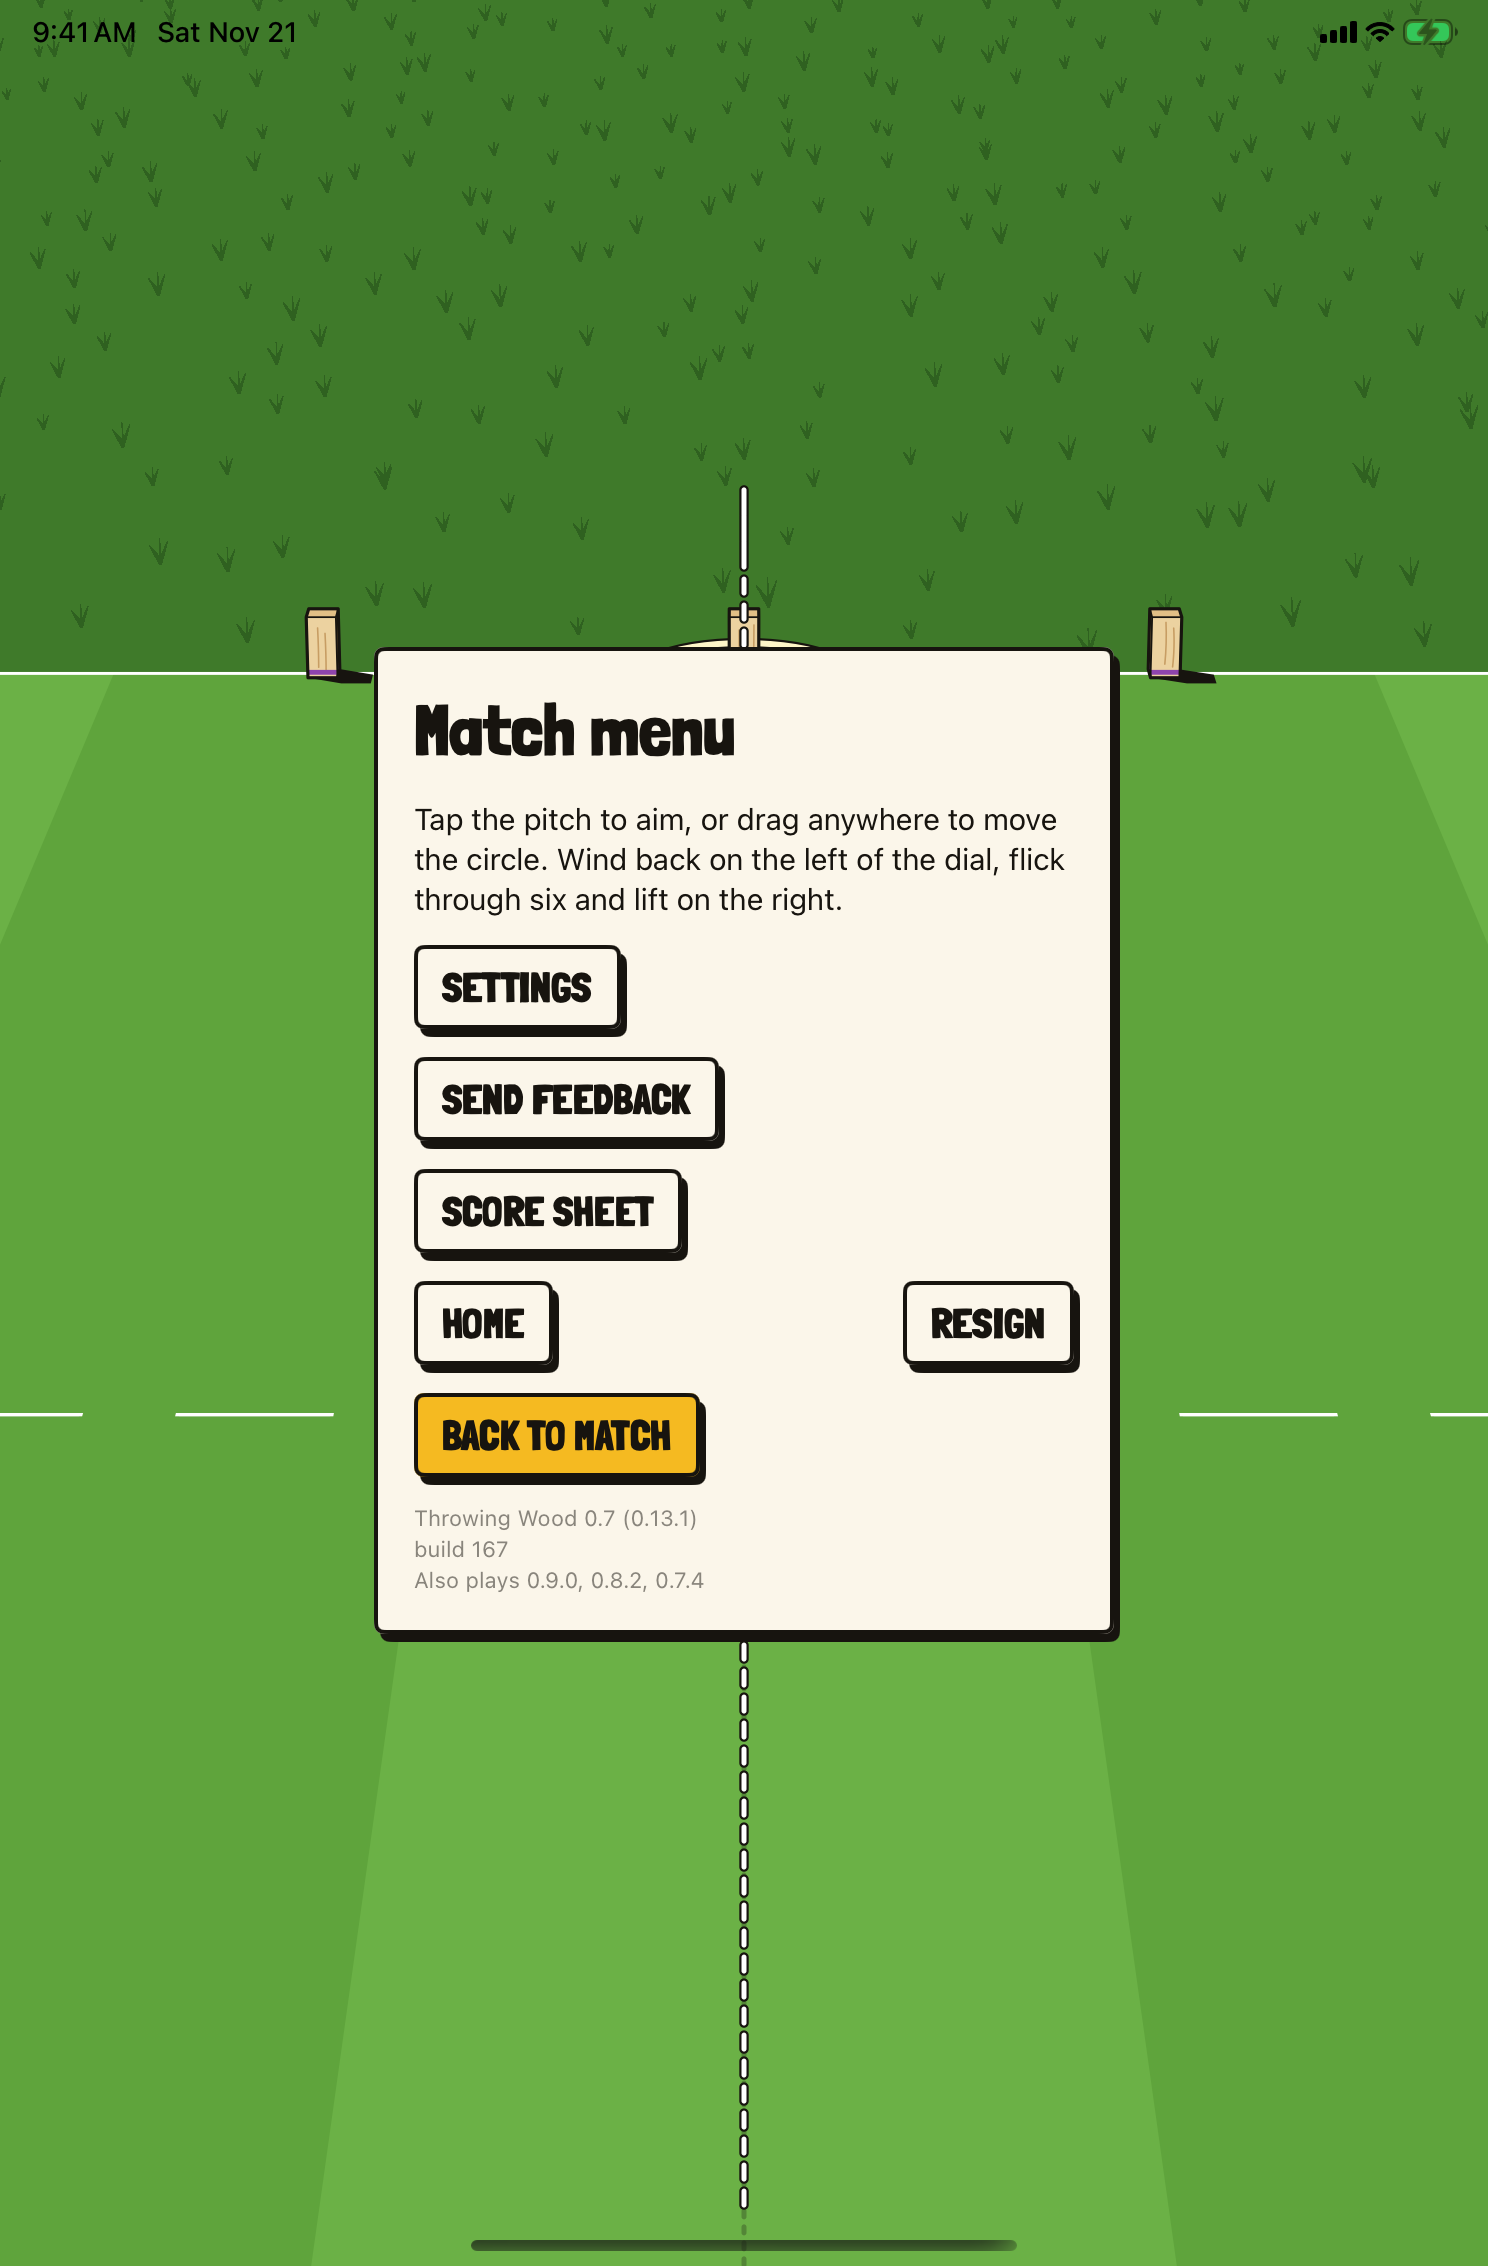 9:41 AM Sat Nov 21
Match menu
Tap the pitch to aim, or drag anywhere to move
the circle. Wind back on the left of the dial, flick
through six and lift on the right.
SETTINGS
SEND FEEDBACK
SCORE SHEET
HOME RESIGN
BACK TO MATCH
Throwing Wood 0.7 (0.13.1)
build 167
Also plays 0.9.0, 0.8.2, 0.7.4